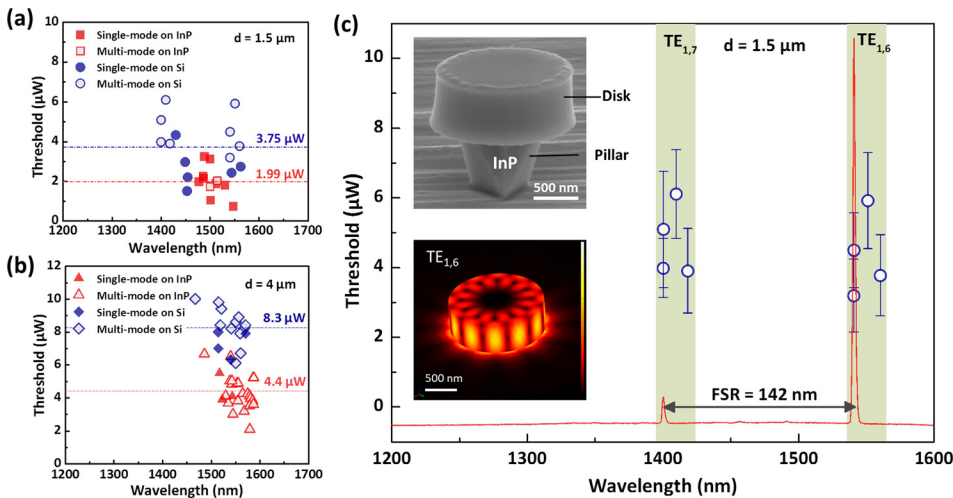 (a)
10
8
6
4
2
0
Threshold (μW)
Single-mode on InP
Multi-mode on InP
Single-mode on Si
Multi-mode on Si
d = 1.5 μm
3.75 μW
1.99 μW
1200 1300 1400 1500 1600 1700
Wavelength (nm)
(b)
12
10
8
6
4
2
0
Threshold (μW)
Single-mode on InP
Multi-mode on InP
Single-mode on Si
Multi-mode on Si
d = 4 μm
8.3 μW
4.4 μW
1200 1300 1400 1500 1600 1700
Wavelength (nm)
(c)
10
8
6
4
2
0
Threshold (μW)
TE1,7
d = 1.5 μm
TE1,6
Disk
Pillar
InP
500 nm
TE1,6
500 nm
FSR = 142 nm
1200 1300 1400 1500 1600
Wavelength (nm)